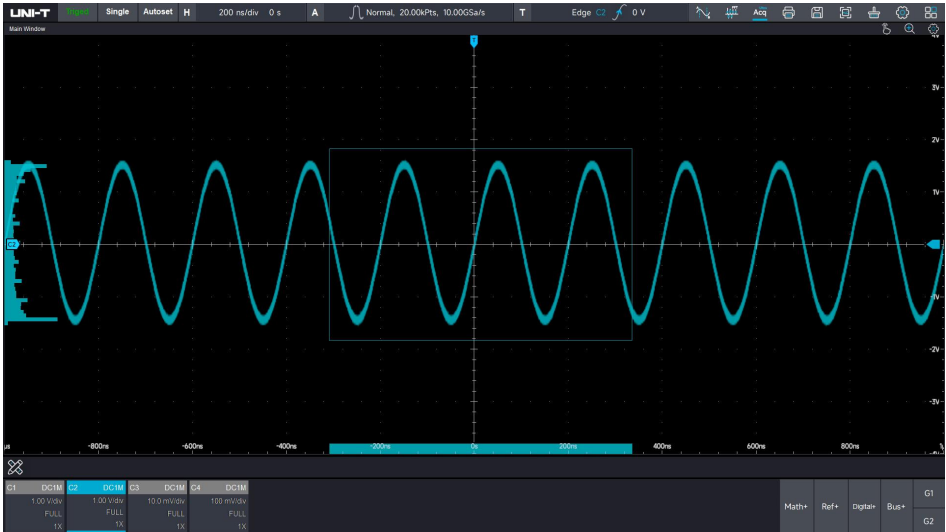 UNI-T Triged Single Autoset H 200 ns/div 0 s A Normal, 20.00kPts, 10.00GSa/s T Edge C2 0 V Acq
Main Window
T
3V
2V
1V
C2
-1V
-2V
-3V
-800ns -600ns -400ns -200ns 0s 200ns 400ns 600ns 800ns
C1 DC1M C2 DC1M C3 DC1M C4 DC1M
1.00 V/div 1.00 V/div 10.0 mV/div 100 mV/div
FULL FULL FULL FULL
1X 1X 1X 1X
Math+ Ref+ Digital+ Bus+ G1
G2